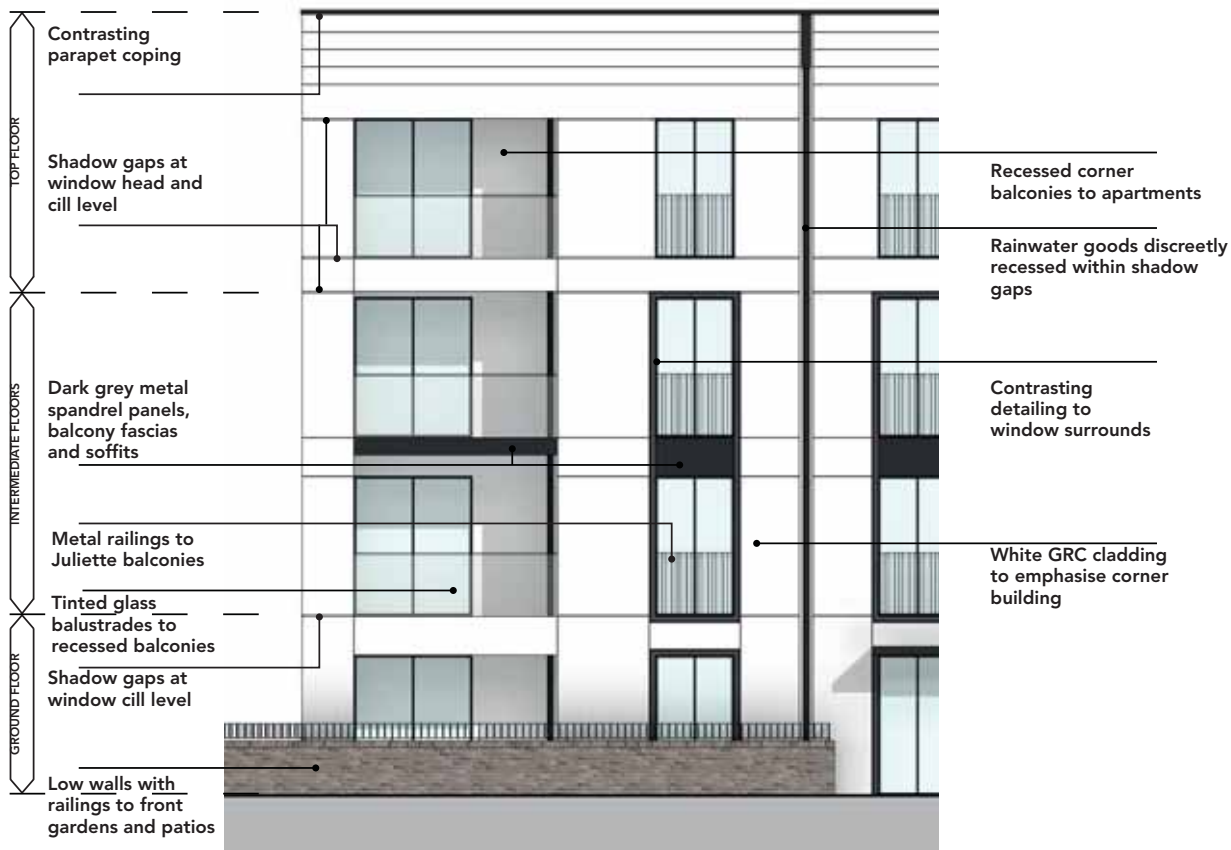 Contrasting
parapet coping
TOP FLOOR
Shadow gaps at
window head and
cill level
Dark grey metal
spandrel panels,
balcony fascias
and soffits
INTERMEDIATE FLOORS
Metal railings to
Juliette balconies
Tinted glass
balustrades to
recessed balconies
Shadow gaps at
window cill level
GROUND FLOOR
Low walls with
railings to front
gardens and patios
Recessed corner
balconies to apartments
Rainwater goods discreetly
recessed within shadow
gaps
Contrasting
detailing to
window surrounds
White GRC cladding
to emphasise corner
building